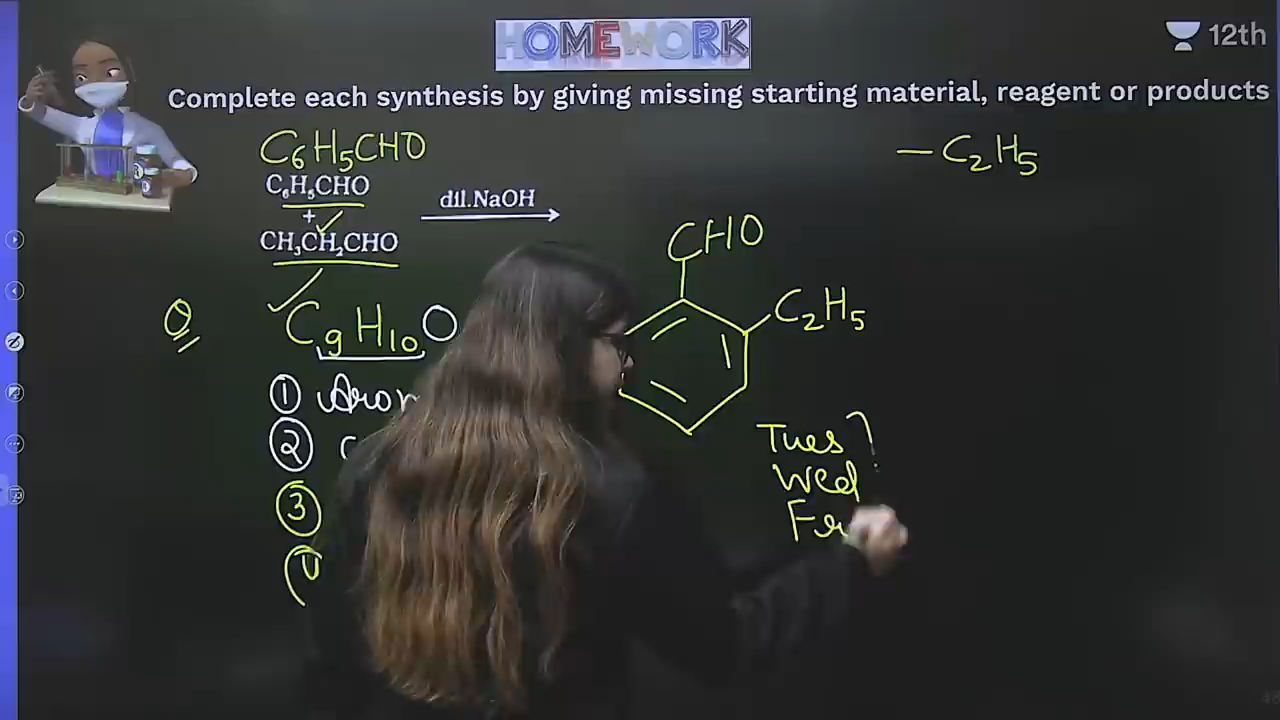 HOMEWORK
12th
Complete each synthesis by giving missing starting material, reagent or products
C₆H₅CHO
— C₂H₅
C₆H₅CHO
+
CH₃CH₂CHO
dil.NaOH
CHO
C₂H₅
Q
C₉H₁₀O
① Arom
②
③
Tues
Wed